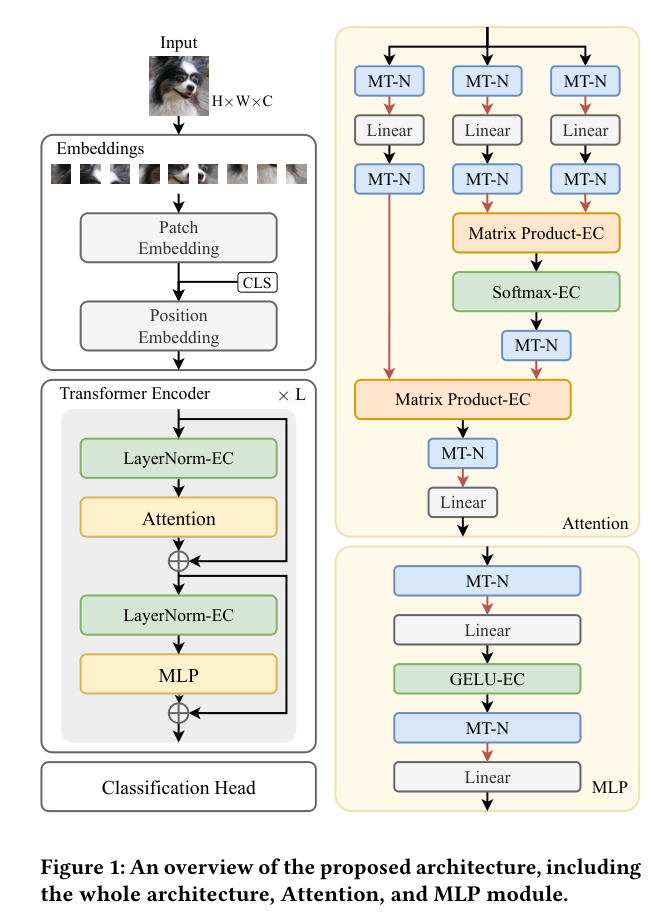 Input
H×W×C
Embeddings
Patch
Embedding
CLS
Position
Embedding
Transformer Encoder
× L
LayerNorm-EC
Attention
LayerNorm-EC
MLP
Classification Head
MT-N
MT-N
MT-N
Linear
Linear
Linear
MT-N
MT-N
MT-N
Matrix Product-EC
Softmax-EC
MT-N
Matrix Product-EC
MT-N
Linear
Attention
MT-N
Linear
GELU-EC
MT-N
Linear
MLP
Figure 1: An overview of the proposed architecture, including
the whole architecture, Attention, and MLP module.